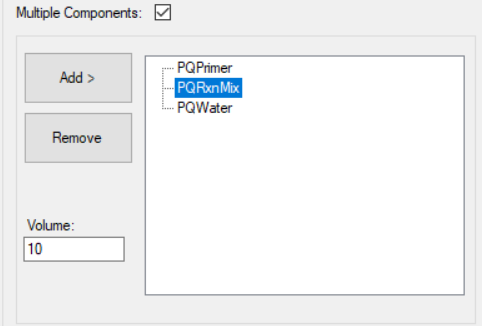 Multiple Components:
Add >
Remove
Volume:
10
PQPrimer
PQRxnMix
PQWater